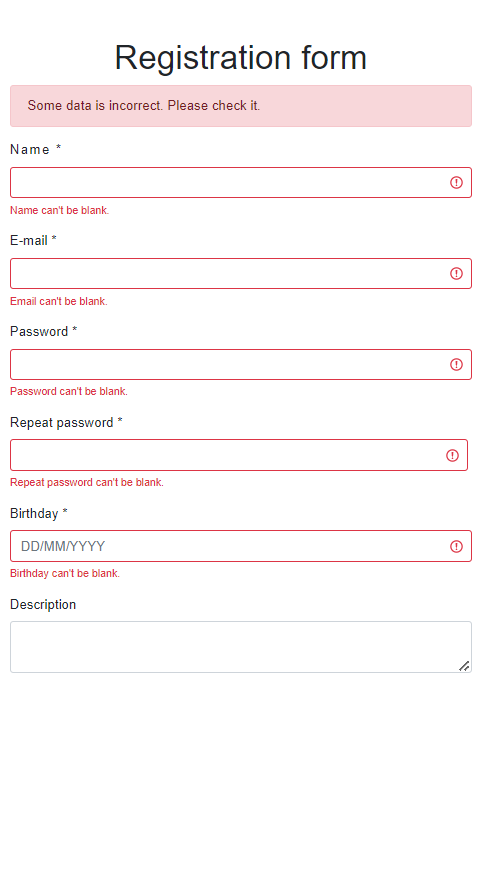 Registration form
Some data is incorrect. Please check it.
Name *
Name can't be blank.
E-mail *
Email can't be blank.
Password *
Password can't be blank.
Repeat password *
Repeat password can't be blank.
Birthday *
DD/MM/YYYY
Birthday can't be blank.
Description